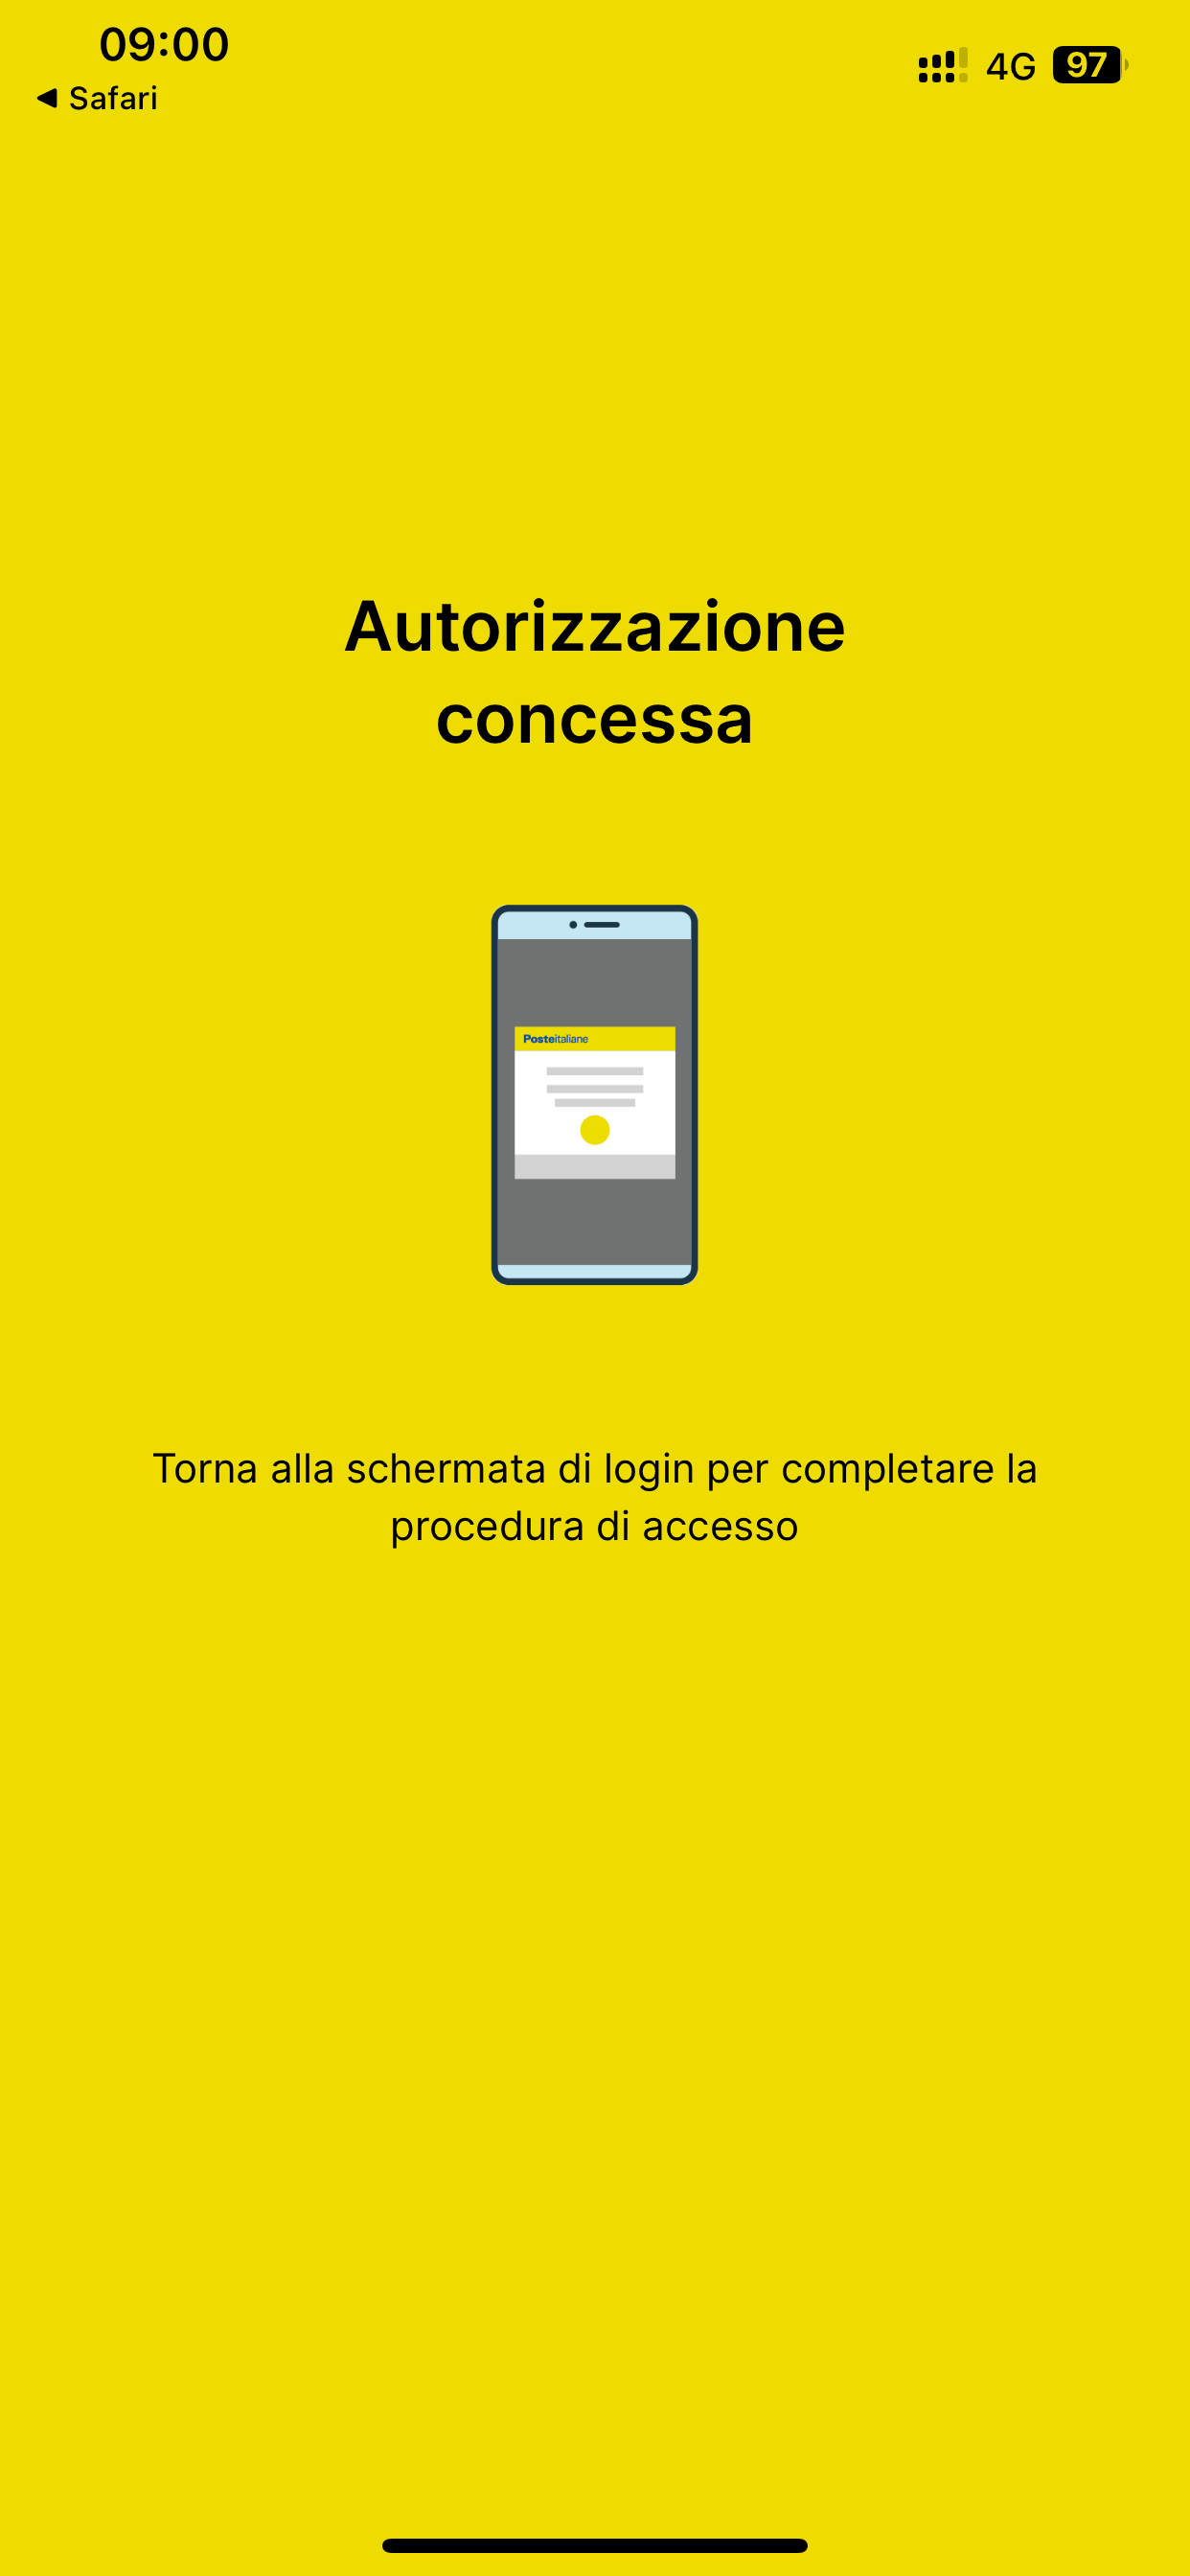 09:00
4G 97
◀ Safari
Autorizzazione
concessa
Posteitaliane
Torna alla schermata di login per completare la
procedura di accesso